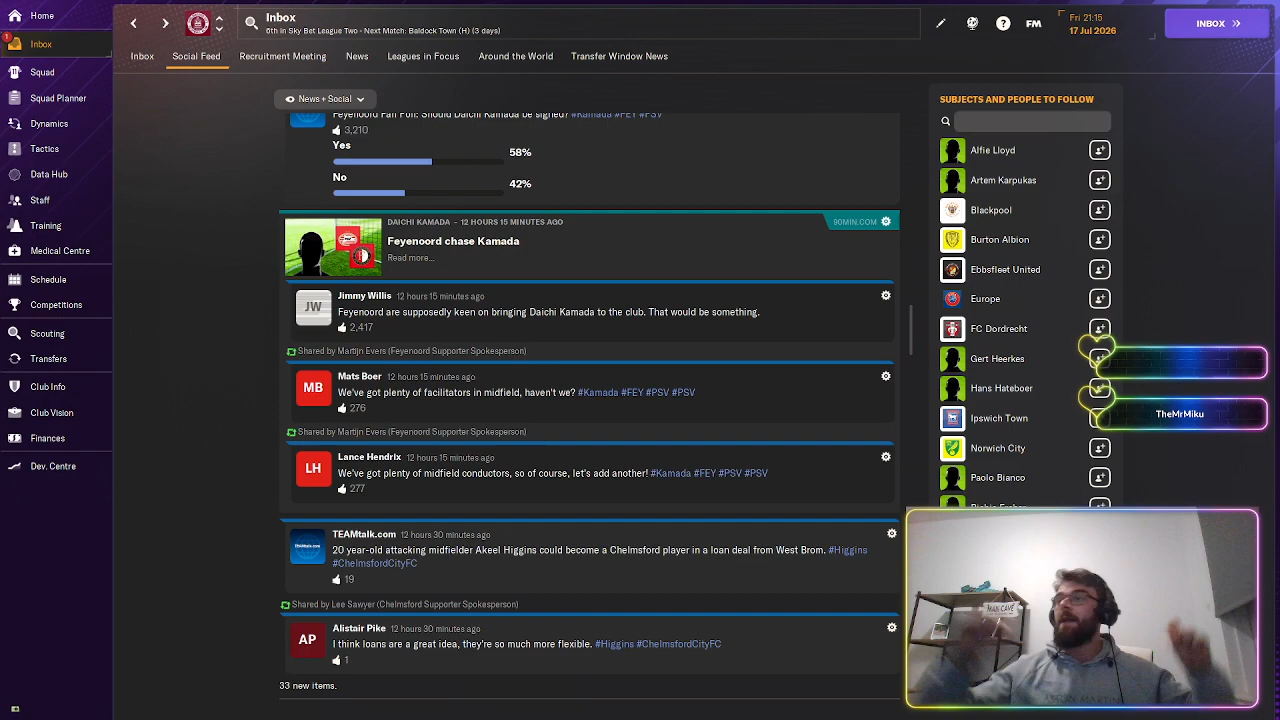 Home
Inbox
6th in Sky Bet League Two - Next Match: Baldock Town (H) (3 days)
FM
Fri 21:15
17 Jul 2026
INBOX
1
Inbox
Squad
Squad Planner
Dynamics
Tactics
Data Hub
Staff
Training
Medical Centre
Schedule
Competitions
Scouting
Transfers
Club Info
Club Vision
Finances
Dev. Centre
Inbox
Social Feed
Recruitment Meeting
News
Leagues in Focus
Around the World
Transfer Window News
News + Social
Feyenoord Fan Poll: Should Daichi Kamada be signed? #Kamada #FEY #PSV
3,210
Yes
58%
No
42%
DAICHI KAMADA - 12 HOURS 15 MINUTES AGO
90MIN.COM
Feyenoord chase Kamada
Read more...
JW
Jimmy Willis 12 hours 15 minutes ago
Feyenoord are supposedly keen on bringing Daichi Kamada to the club. That would be something.
2,417
Shared by Martijn Evers (Feyenoord Supporter Spokesperson)
MB
Mats Boer 12 hours 15 minutes ago
We've got plenty of facilitators in midfield, haven't we? #Kamada #FEY #PSV #PSV
276
Shared by Martijn Evers (Feyenoord Supporter Spokesperson)
LH
Lance Hendrix 12 hours 15 minutes ago
We've got plenty of midfield conductors, so of course, let's add another! #Kamada #FEY #PSV #PSV
277
TEAMtalk.com
TEAMtalk.com 12 hours 30 minutes ago
20 year-old attacking midfielder Azeel Higgins could become a Chelmsford player in a loan deal from West Brom. #Higgins
#ChelmsfordCityFC
19
Shared by Lee Sawyer (Chelmsford Supporter Spokesperson)
AP
Alistair Pike 12 hours 30 minutes ago
I think loans are a great idea, they're so much more flexible. #Higgins #ChelmsfordCityFC
1
33 new items.
SUBJECTS AND PEOPLE TO FOLLOW
Alfie Lloyd
Artem Karpukas
Blackpool
Burton Albion
Ebbsfleet United
Europe
FC Dordrecht
Gert Heerkes
Hans Hateboer
Ipswich Town
Norwich City
Paolo Bianco
TheMrMiku
MAN CAVE